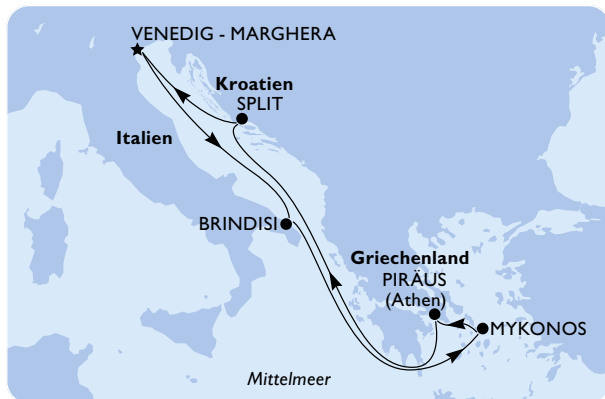 VENEDIG - MARGHERA
Kroatien
SPLIT
Italien
BRINDISI
Griechenland
PIRÄUS
(Athen)
MYKONOS
Mittelmeer